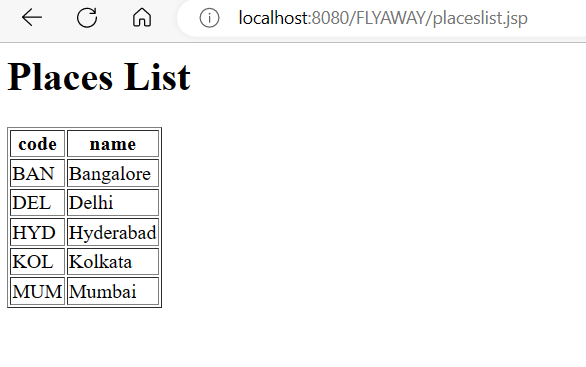 localhost:8080/FLYAWAY/placeslist.jsp
Places List
code name
BAN Bangalore
DEL Delhi
HYD Hyderabad
KOL Kolkata
MUM Mumbai